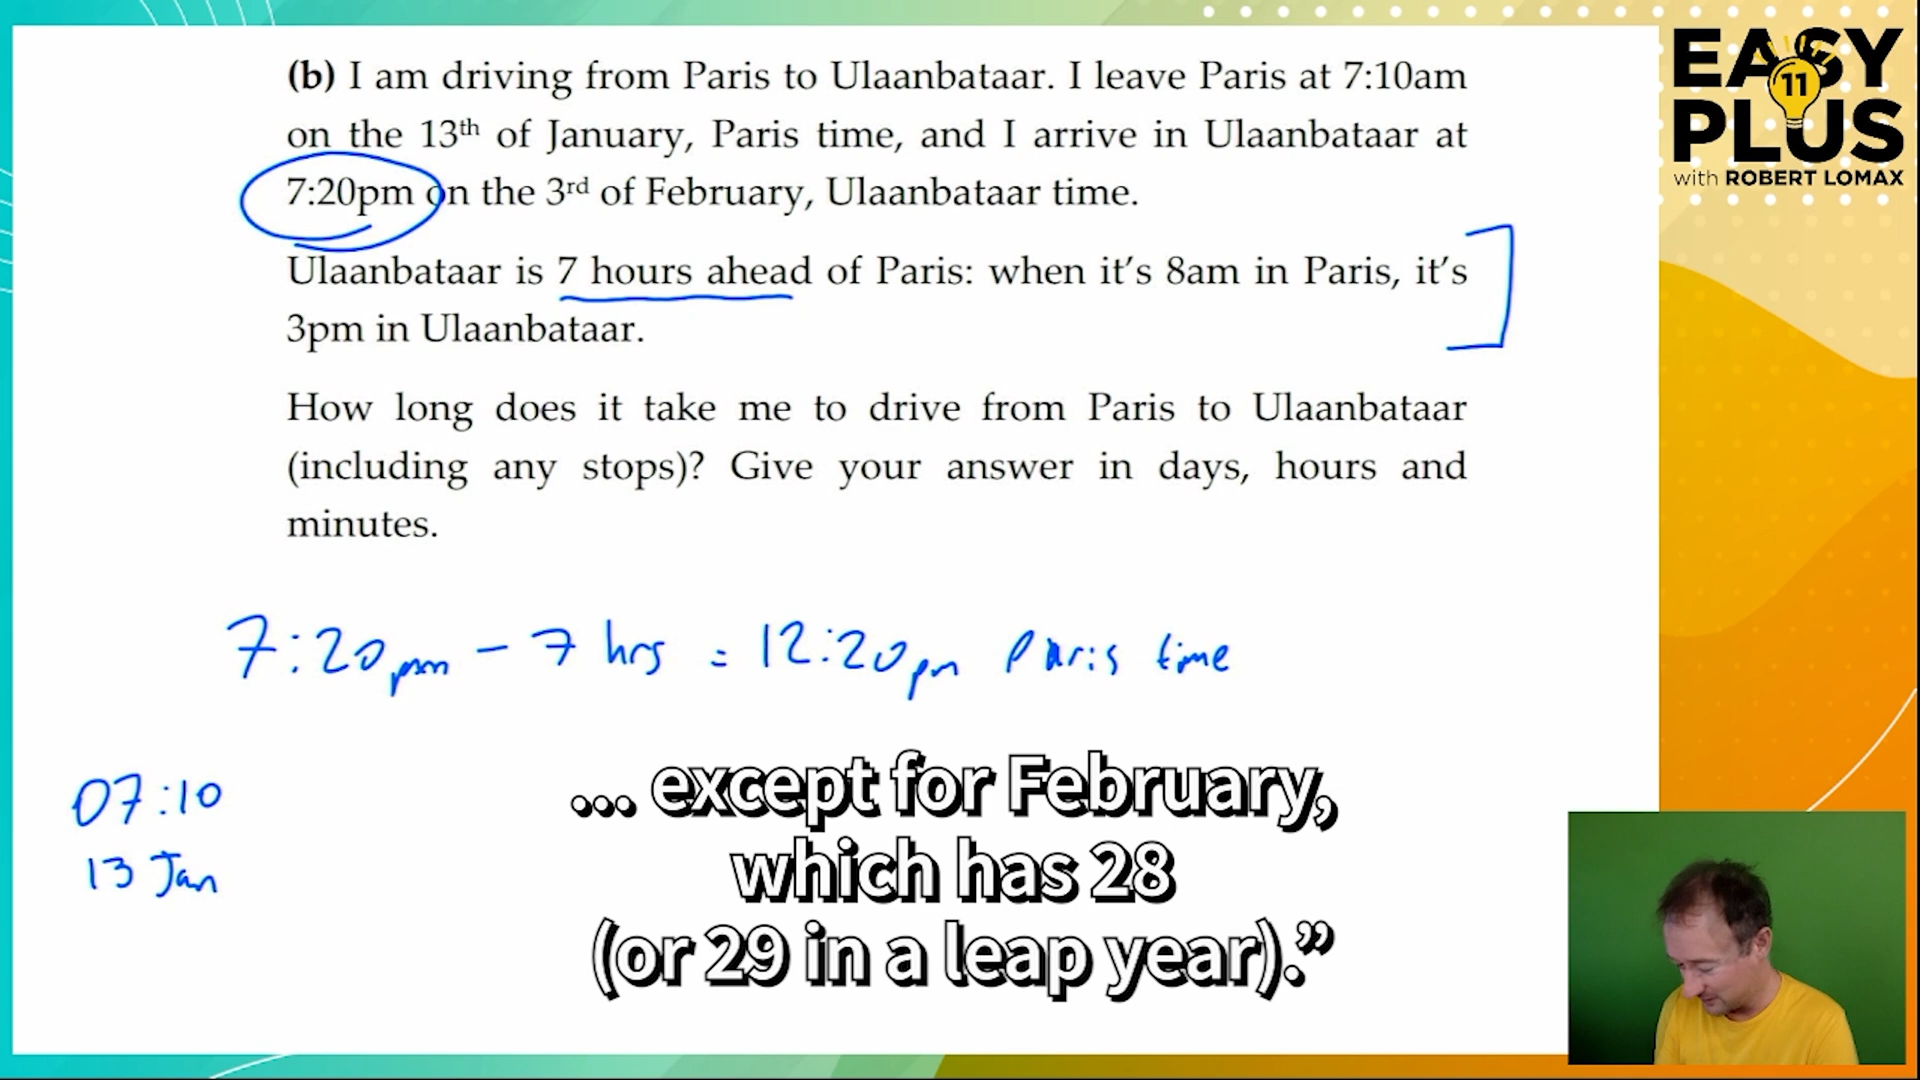 (b) I am driving from Paris to Ulaanbataar. I leave Paris at 7:10am
on the 13th of January, Paris time, and I arrive in Ulaanbataar at
7:20pm on the 3rd of February, Ulaanbataar time.
Ulaanbataar is 7 hours ahead of Paris: when it's 8am in Paris, it's
3pm in Ulaanbataar.
How long does it take me to drive from Paris to Ulaanbataar
(including any stops)? Give your answer in days, hours and
minutes.
7:20pm - 7 hrs = 12:20pm Paris time
07:10
13 Jan
... except for February,
which has 28
(or 29 in a leap year).”
EASY
11
PLUS
with ROBERT LOMAX